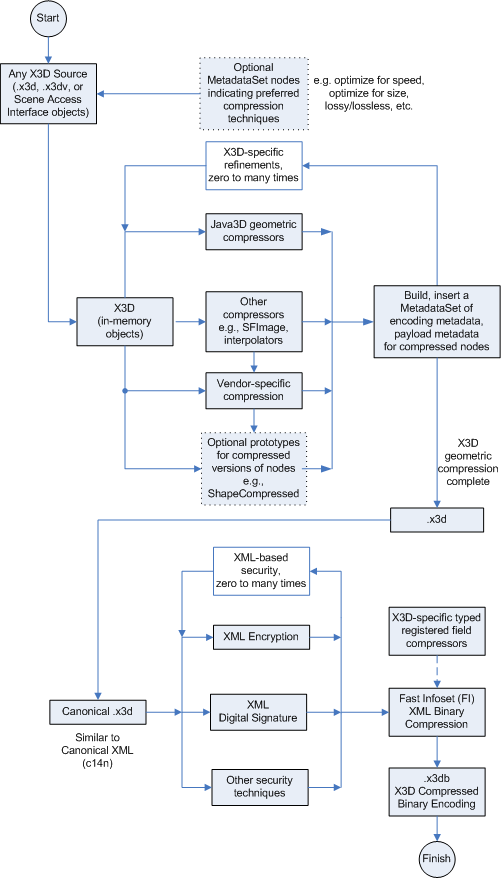 Start
Any X3D Source
(.x3d, .x3dv, or
Scene Access
Interface objects)
Optional
MetadataSet nodes
indicating preferred
compression
techniques
e.g. optimize for speed,
optimize for size,
lossy/lossless, etc.
X3D-specific
refinements,
zero to many times
Java3D geometric
compressors
X3D
(in-memory
objects)
Other
compressors
e.g., SFImage,
interpolators
Build, insert a
MetadataSet of
encoding metadata,
payload metadata
for compressed nodes
Vendor-specific
compression
Optional prototypes
for compressed
versions of nodes
e.g.,
ShapeCompressed
X3D
geometric
compression
complete
.x3d
XML-based
security,
zero to many times
X3D-specific typed
registered field
compressors
XML Encryption
Canonical .x3d
Similar to
Canonical XML
(c14n)
XML
Digital Signature
Fast Infoset (FI)
XML Binary
Compression
Other security
techniques
.x3db
X3D Compressed
Binary Encoding
Finish